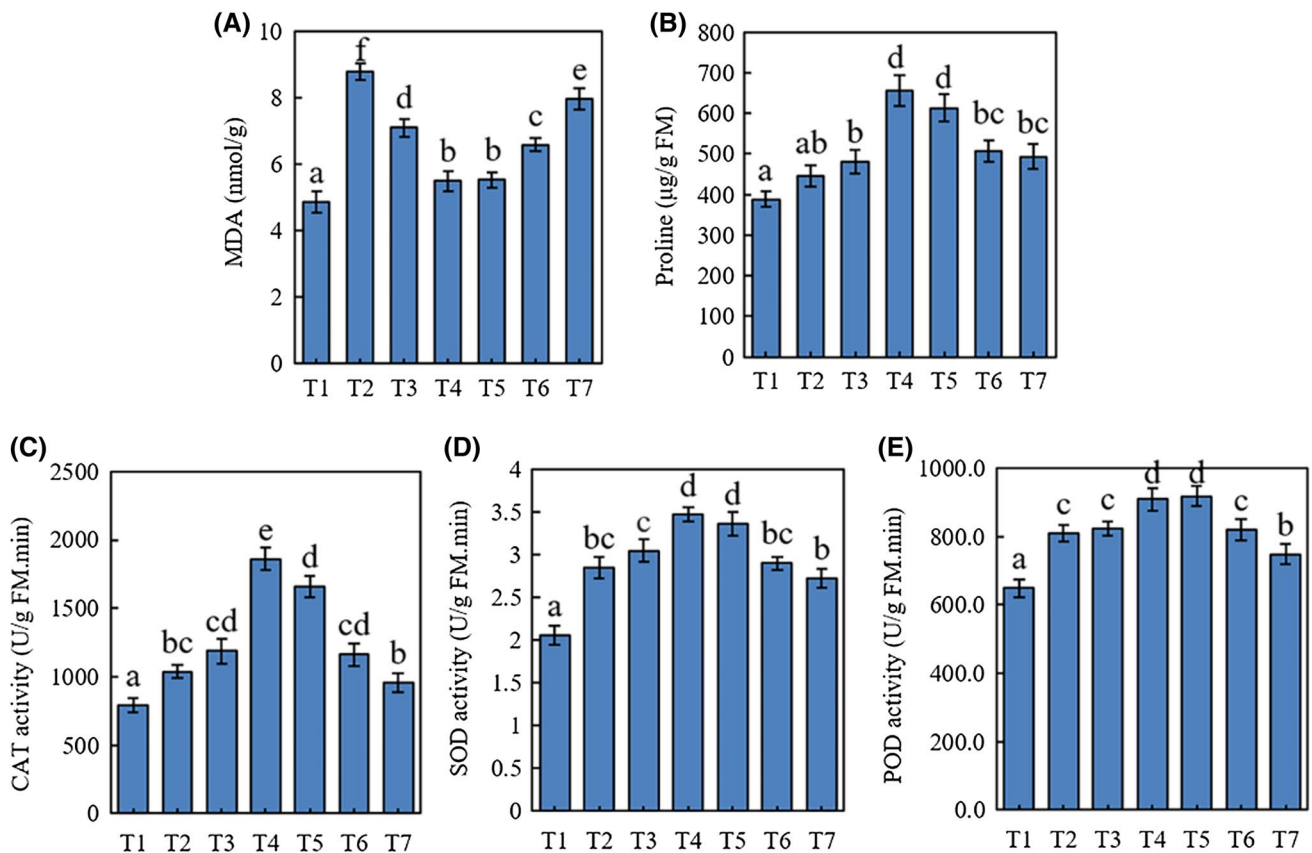 (A)
MDA (nmol/g)
10
8
6
4
2
0
a
f
d
b
b
c
e
T1 T2 T3 T4 T5 T6 T7
(B)
Proline (µg/g FM)
800
700
600
500
400
300
200
100
0
a
ab
b
d
d
bc
bc
T1 T2 T3 T4 T5 T6 T7
(C)
CAT activity (U/g FM.min)
2500
2000
1500
1000
500
0
a
bc
cd
e
d
cd
b
T1 T2 T3 T4 T5 T6 T7
(D)
SOD activity (U/g FM.min)
4
3.5
3
2.5
2
1.5
1
0.5
0
a
bc
c
d
d
bc
b
T1 T2 T3 T4 T5 T6 T7
(E)
POD activity (U/g FM.min)
1000.0
800.0
600.0
400.0
200.0
0.0
a
c
c
d
d
c
b
T1 T2 T3 T4 T5 T6 T7